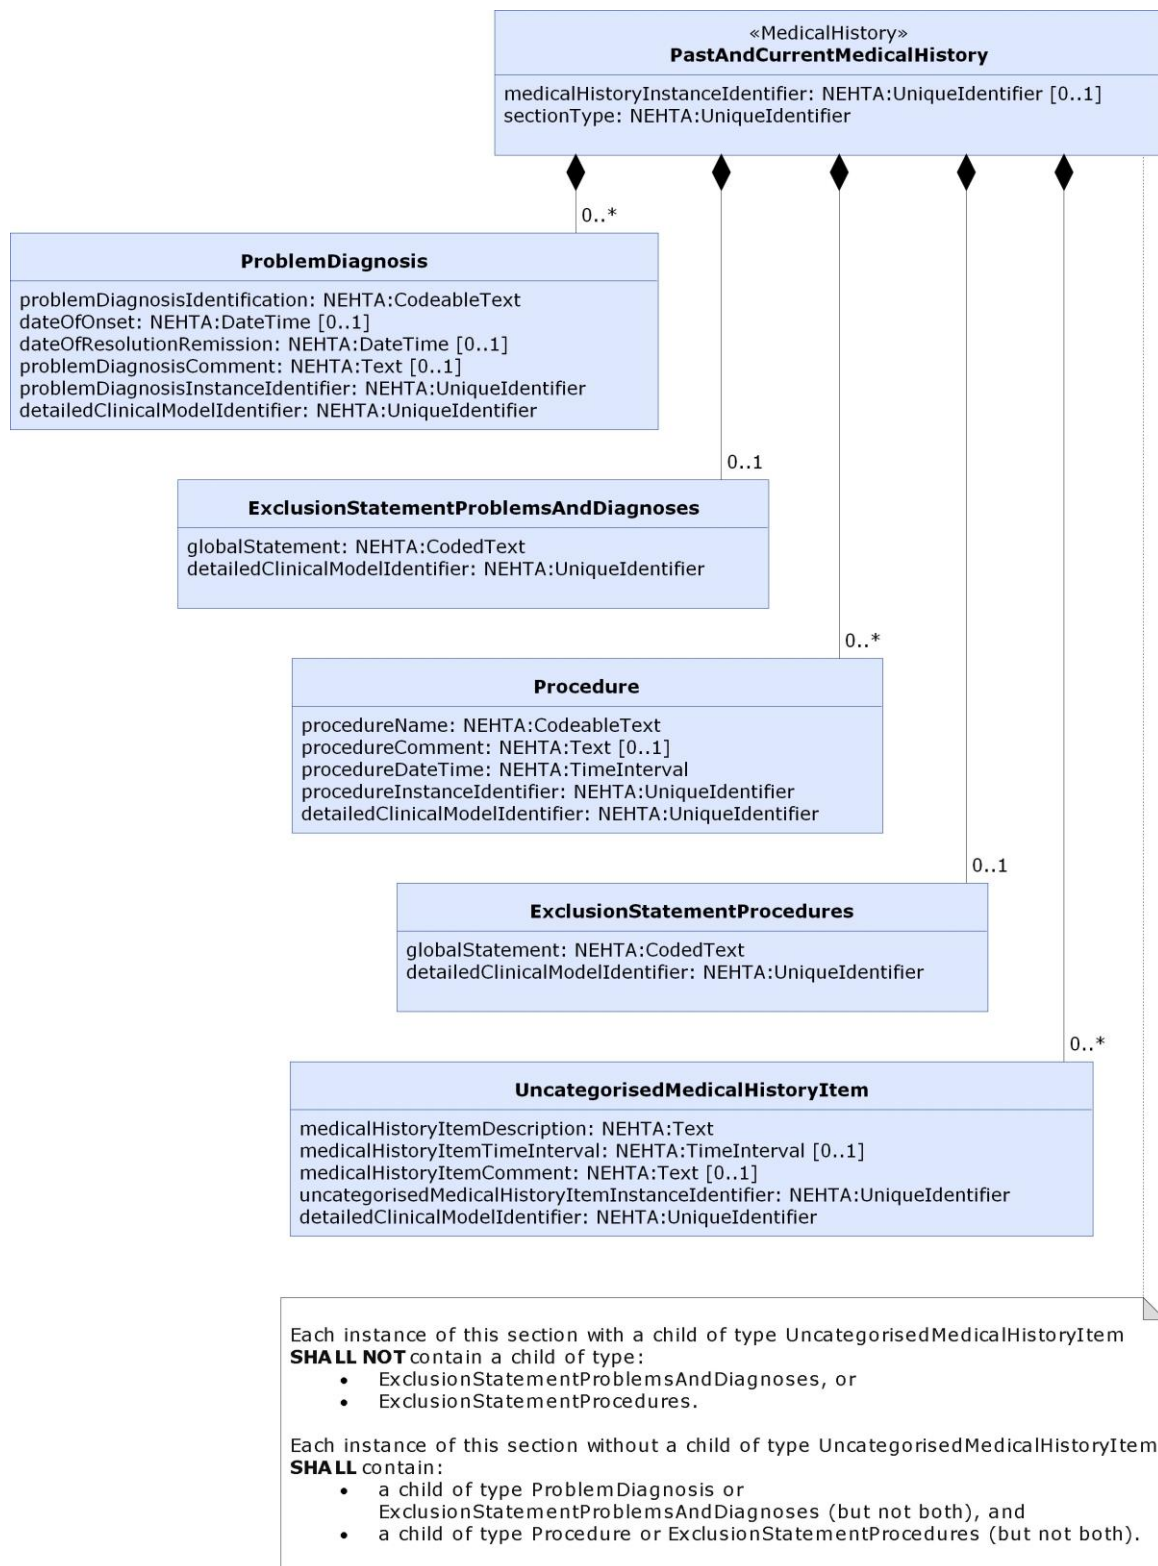 «MedicalHistory»
PastAndCurrentMedicalHistory
medicalHistoryInstanceIdentifier: NEHTA:UniqueIdentifier [0..1]
sectionType: NEHTA:UniqueIdentifier
0..*
ProblemDiagnosis
problemDiagnosisIdentification: NEHTA:CodeableText
dateOfOnset: NEHTA:DateTime [0..1]
dateOfResolutionRemission: NEHTA:DateTime [0..1]
problemDiagnosisComment: NEHTA:Text [0..1]
problemDiagnosisInstanceIdentifier: NEHTA:UniqueIdentifier
detailedClinicalModelIdentifier: NEHTA:UniqueIdentifier
0..1
ExclusionStatementProblemsAndDiagnoses
globalStatement: NEHTA:CodedText
detailedClinicalModelIdentifier: NEHTA:UniqueIdentifier
0..*
Procedure
procedureName: NEHTA:CodeableText
procedureComment: NEHTA:Text [0..1]
procedureDateTime: NEHTA:TimeInterval
procedureInstanceIdentifier: NEHTA:UniqueIdentifier
detailedClinicalModelIdentifier: NEHTA:UniqueIdentifier
0..1
ExclusionStatementProcedures
globalStatement: NEHTA:CodedText
detailedClinicalModelIdentifier: NEHTA:UniqueIdentifier
0..*
UncategorisedMedicalHistoryItem
medicalHistoryItemDescription: NEHTA:Text
medicalHistoryItemTimeInterval: NEHTA:TimeInterval [0..1]
medicalHistoryItemComment: NEHTA:Text [0..1]
uncategorisedMedicalHistoryItemInstanceIdentifier: NEHTA:UniqueIdentifier
detailedClinicalModelIdentifier: NEHTA:UniqueIdentifier
Each instance of this section with a child of type UncategorisedMedicalHistoryItem
SHALL NOT contain a child of type:
• ExclusionStatementProblemsAndDiagnoses, or
• ExclusionStatementProcedures.
Each instance of this section without a child of type UncategorisedMedicalHistoryItem
SHALL contain:
• a child of type ProblemDiagnosis or
ExclusionStatementProblemsAndDiagnoses (but not both), and
• a child of type Procedure or ExclusionStatementProcedures (but not both).